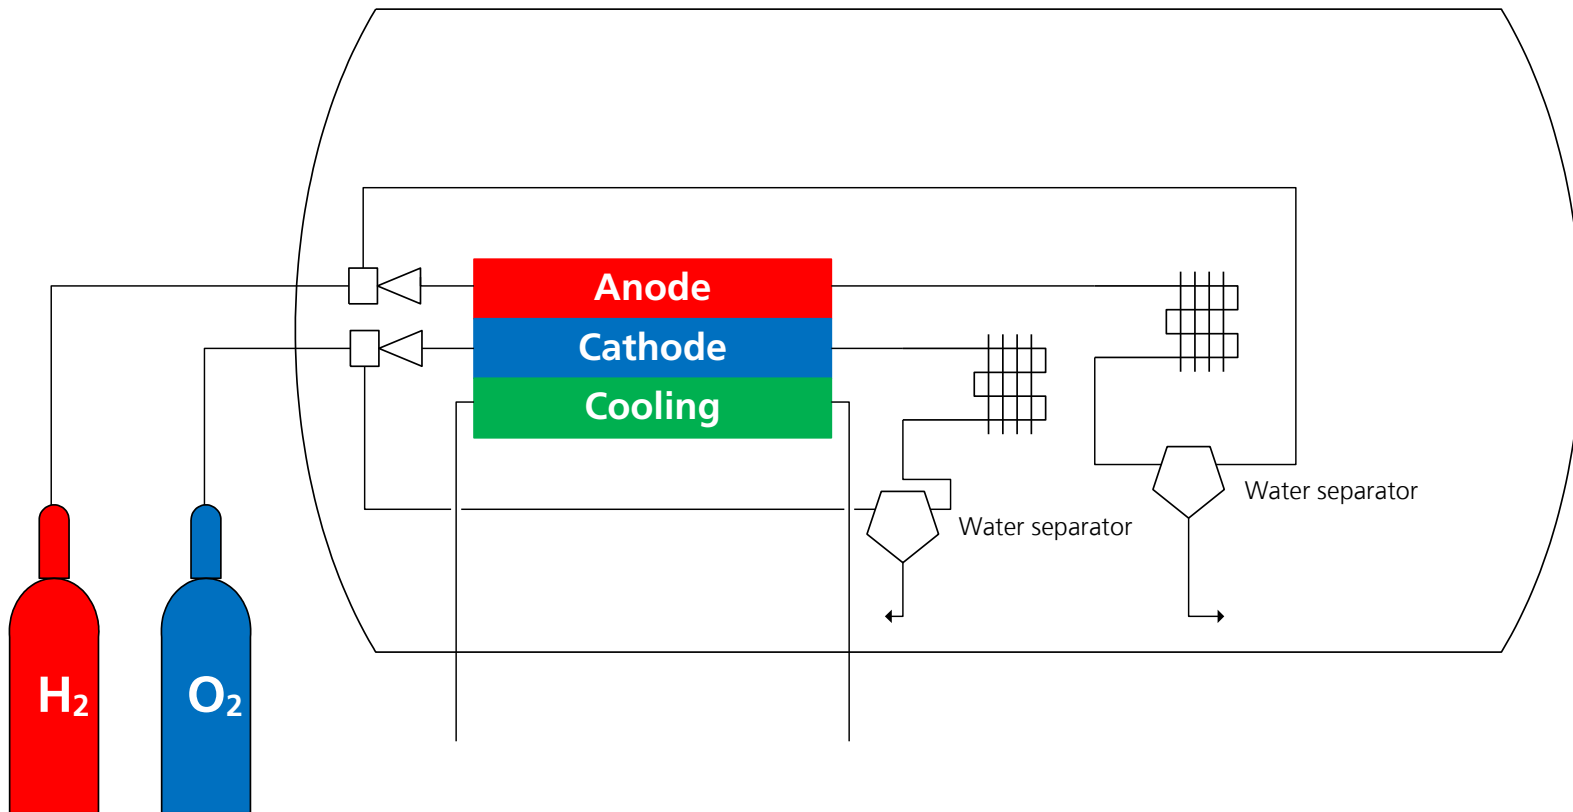 Anode
Cathode
Cooling
Water separator
Water separator
H₂
O₂